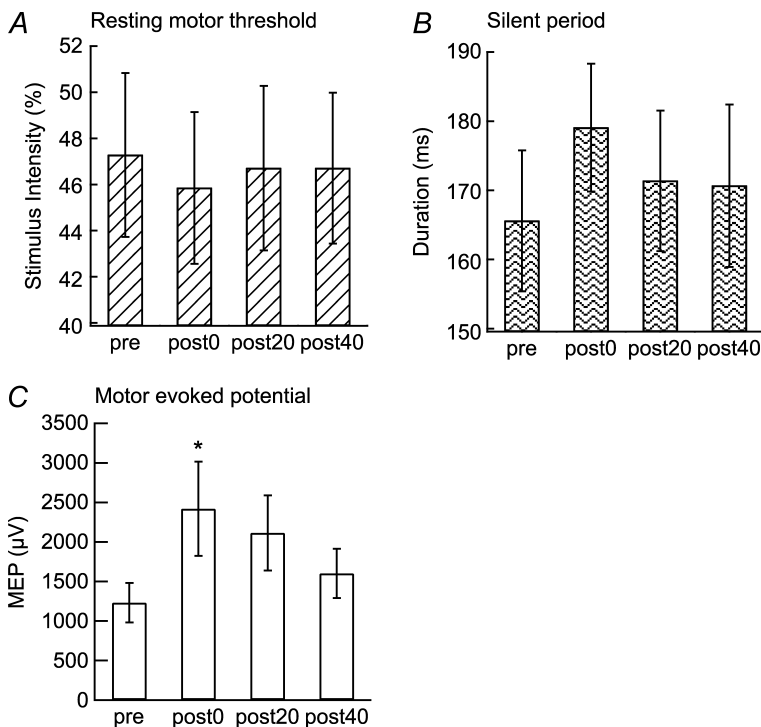 A Resting motor threshold
Stimulus Intensity (%)
52
50
48
46
44
42
40
pre post0 post20 post40
B Silent period
Duration (ms)
190
180
170
160
150
pre post0 post20 post40
C Motor evoked potential
MEP (µV)
3500
3000
2500
2000
1500
1000
500
0
*
pre post0 post20 post40